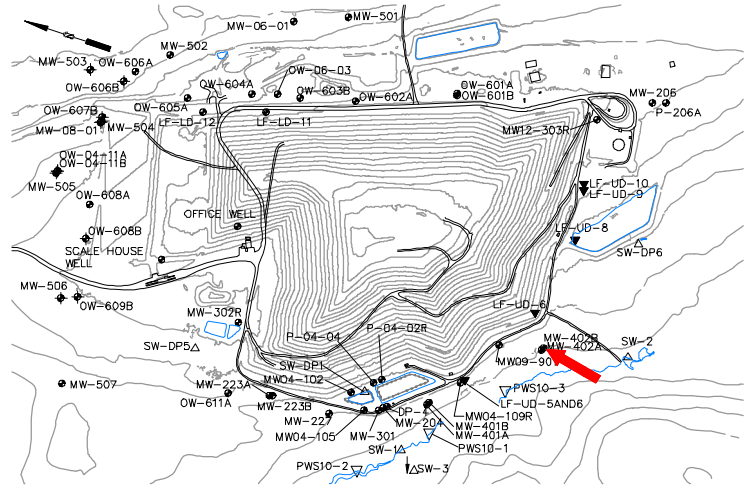 MW-06-01
MW-501
MW-502
MW-503
OW-606A
OW-606B
OW-604A
OW-06-03
OW-603B
OW-602A
OW-601A
OW-601B
MW-206
P-206A
OW-607B
MW-08-01
MW-504
OW-605A
LF-LD-12
LF-LD-11
MW12-303R
OW-04-11A
OW-04-11B
MW-505
OW-608A
LF-UD-10
LF-UD-9
OFFICE WELL
OW-608B
LF-UD-8
SCALE HOUSE
WELL
SW-DP6
MW-506
OW-609B
MW-302R
LF-UD-6
P-04-04
P-04-02R
MW-402B
MW-402A
SW-2
SW-DP5
SW-DP1
MW09-901
MW-507
MW-223A
MW04-102
PWS10-3
OW-611A
MW-223B
DP-4
LF-UD-5AND6
MW-227
MW-204
MW04-109R
MW04-105
MW-301
MW-401B
MW-401A
SW-1
PWS10-1
PWS10-2
SW-3